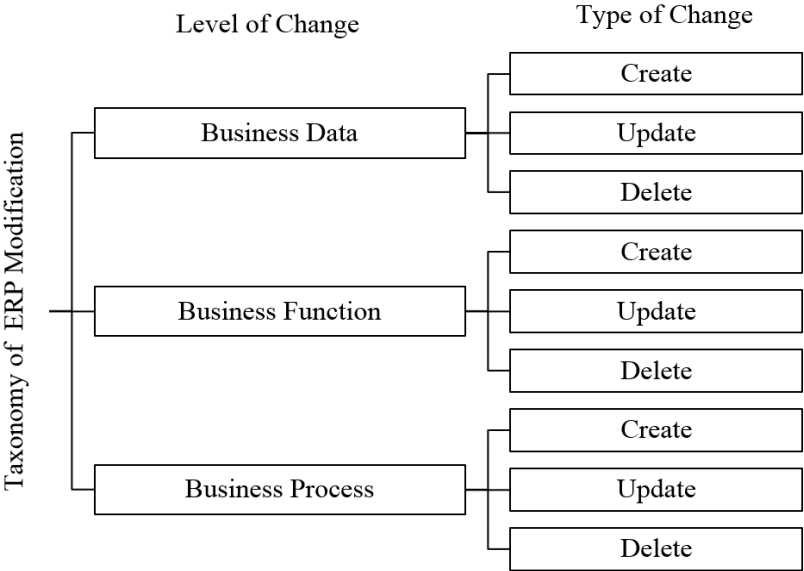 Level of Change
Type of Change
Taxonomy of ERP Modification
Business Data
Create
Update
Delete
Business Function
Create
Update
Delete
Business Process
Create
Update
Delete